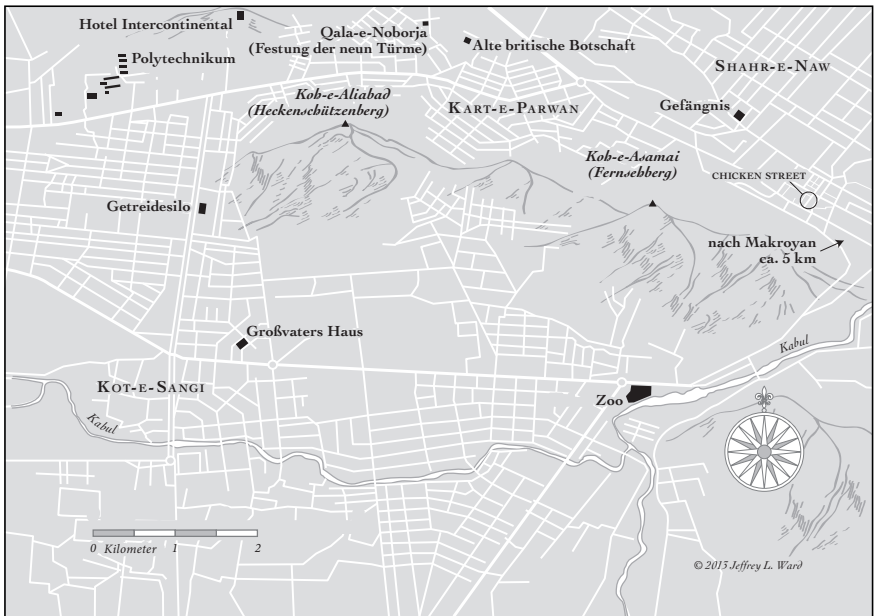 Hotel Intercontinental
Qala-e-Noborja
(Festung der neun Türme)
Alte britische Botschaft
Polytechnikum
SHAHR-E-NAW
Koh-e-Aliabad
(Heckenschützenberg)
KART-E-PARWAN
Gefängnis
Koh-e-Asamai
(Fernsehberg)
CHICKEN STREET
Getreidesilo
nach Makroyan
ca. 5 km
Großvaters Haus
Kabul
KOT-E-SANGI
Zoo
Kabul
0 Kilometer 1 2
© 2013 Jeffrey L. Ward